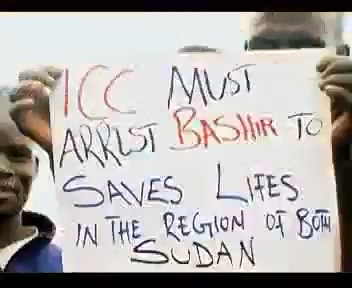 ICC MUST
ARREST BASHIR TO
SAVES LIFES
IN THE REGION OF BOTH
SUDAN